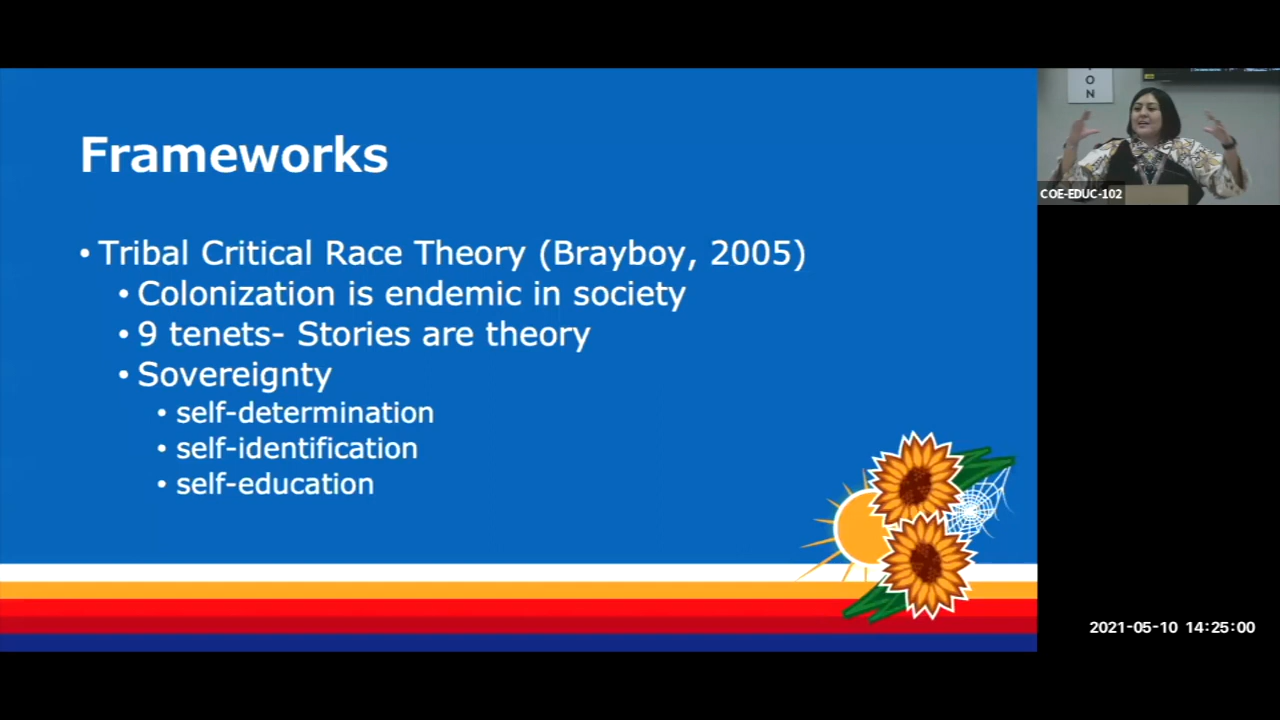 Frameworks
• Tribal Critical Race Theory (Brayboy, 2005)
• Colonization is endemic in society
• 9 tenets- Stories are theory
• Sovereignty
• self-determination
• self-identification
• self-education
O
N
COE-EDUC-102
2021-05-10 14:25:00